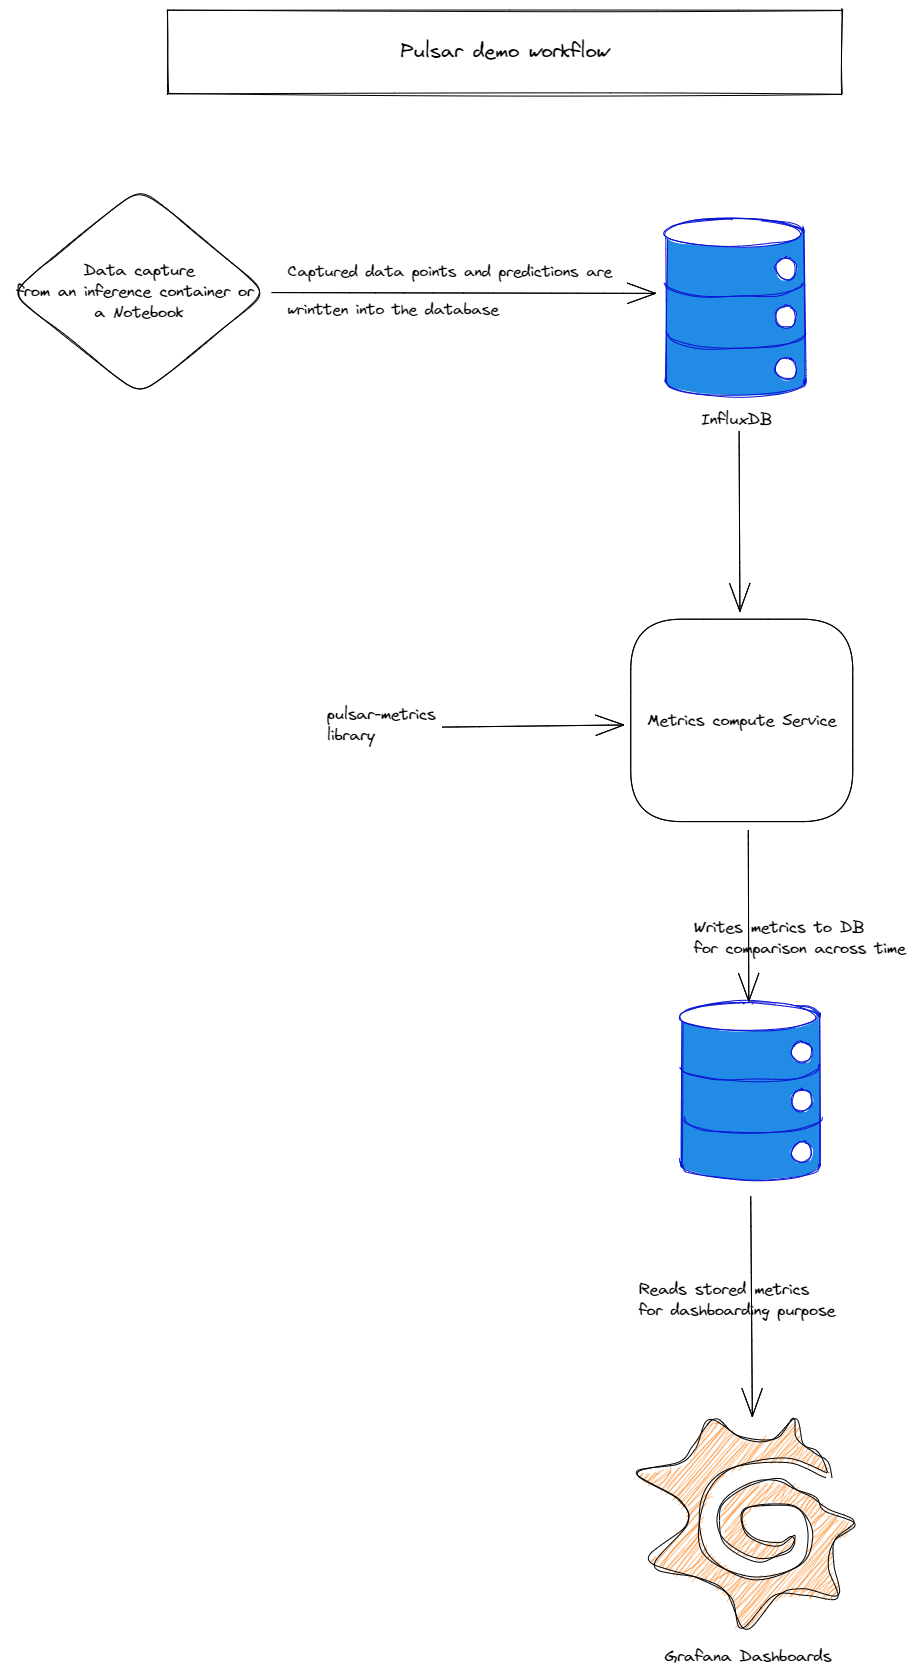 Pulsar demo workflow
Data capture
from an inference container or
a Notebook
Captured data points and predictions are
wrintten into the database
InfluxDB
pulsar-metrics
library
Metrics compute Service
Writes metrics to DB
for comparison across time
Reads stored metrics
for dashboarding purpose
Grafana Dashboards